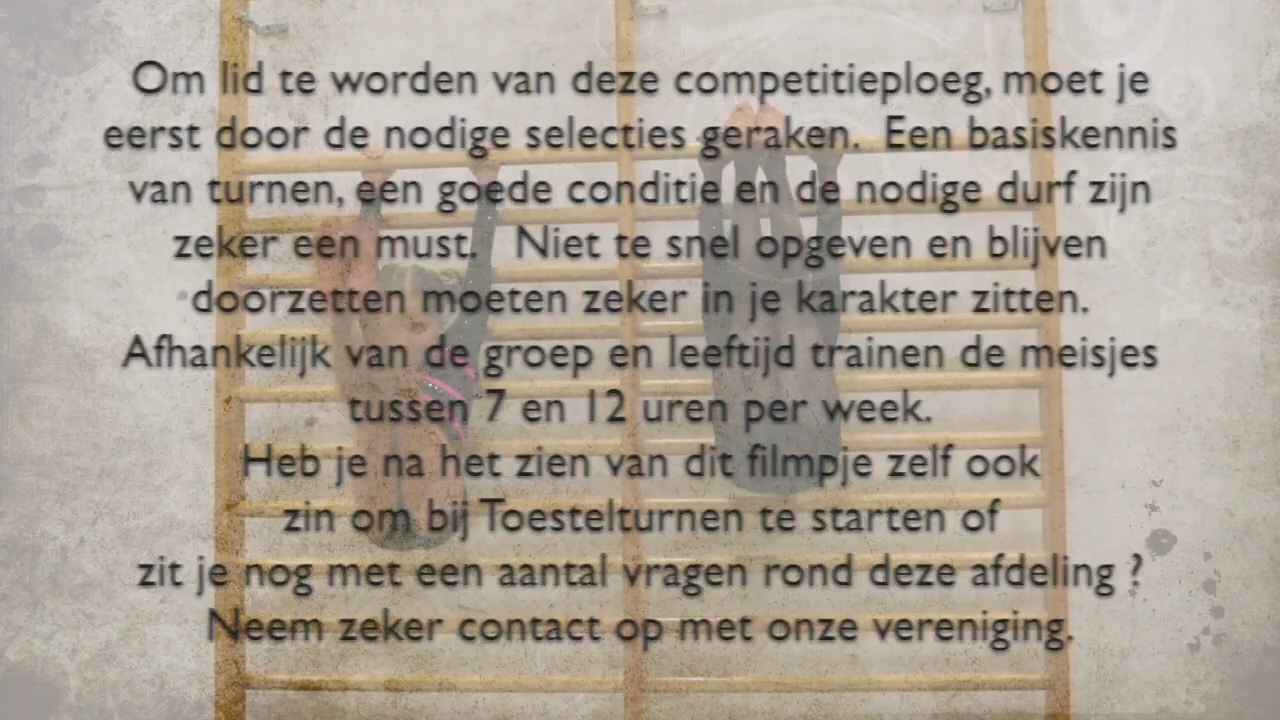 Om lid te worden van deze competitieploeg, moet je
eerst door de nodige selecties geraken. Een basiskennis
van turnen, een goede conditie en de nodige durf zijn
zeker een must. Niet te snel opgeven en blijven
doorzetten moeten zeker in je karakter zitten.
Afhankelijk van de groep en leeftijd trainen de meisjes
tussen 7 en 12 uren per week.
Heb je na het zien van dit filmpje zelf ook
zin om bij Toestelturnen te starten of
zit je nog met een aantal vragen rond deze afdeling ?
Neem zeker contact op met onze vereniging.